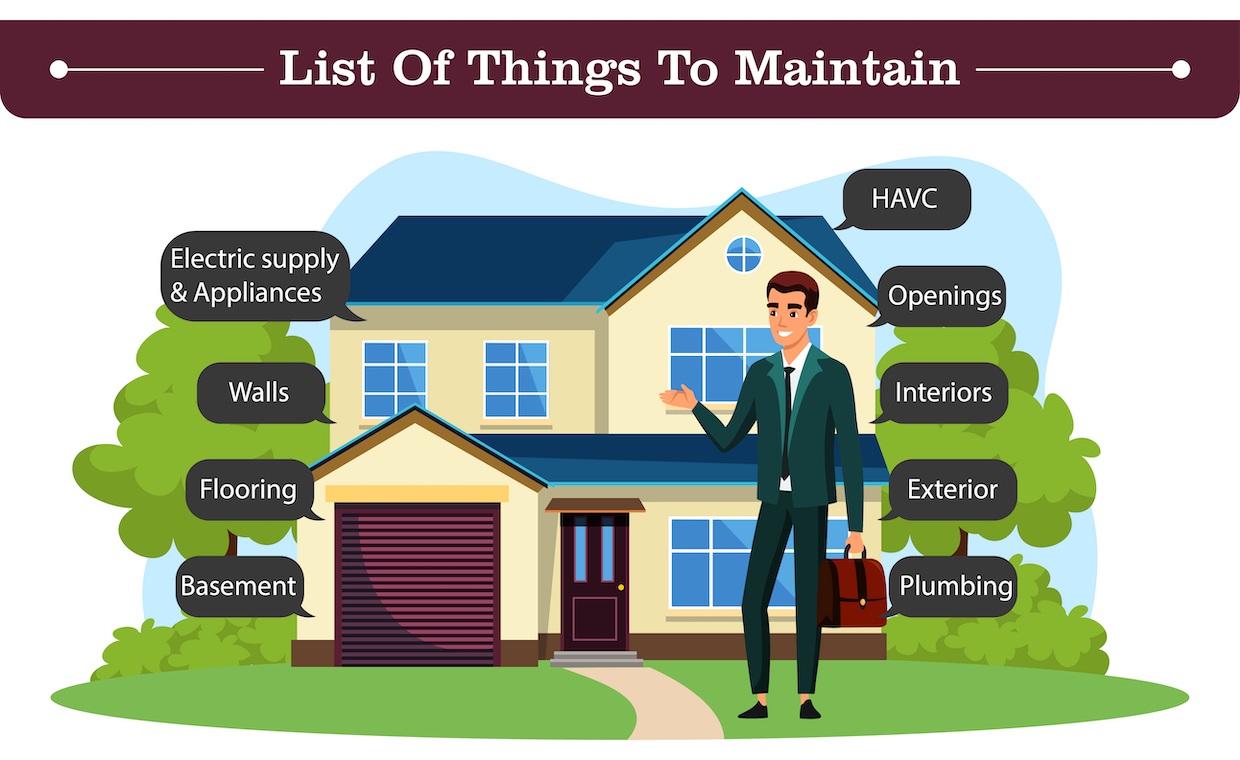 List Of Things To Maintain
HAVC
Electric supply
& Appliances
Openings
Walls
Interiors
Flooring
Exterior
Basement
Plumbing